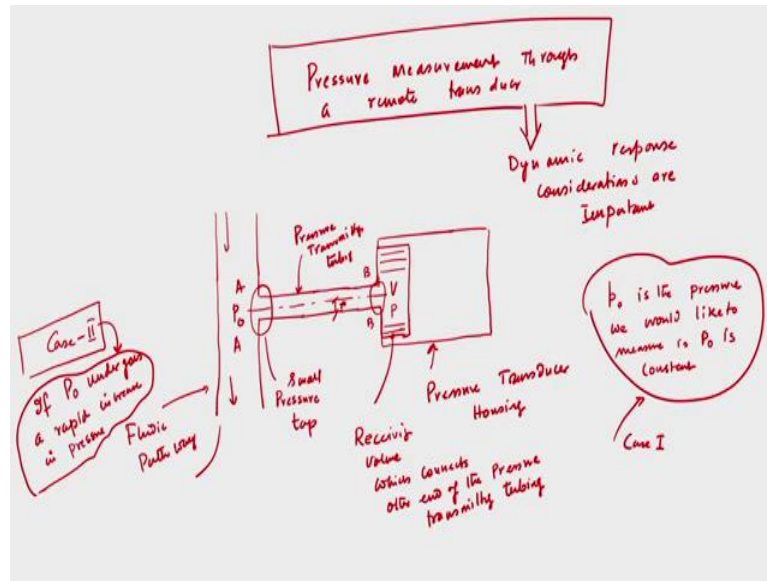 Pressure measurement through
a remote transducer
Dynamic response
considerations are
Important
Pressure
Transmitting
tubing
A
P₀
A
B
V
P
B
r
Small
Pressure
tap
Case-II
If P₀ undergoes
a rapid increase
in pressure
Fluidic
Pathway
Receiving
Volume
which connects
other end of the Pressure
transmitting tubing
Pressure Transducer
Housing
P₀ is the pressure
we would like to
measure is P₀ is
constant
Case I